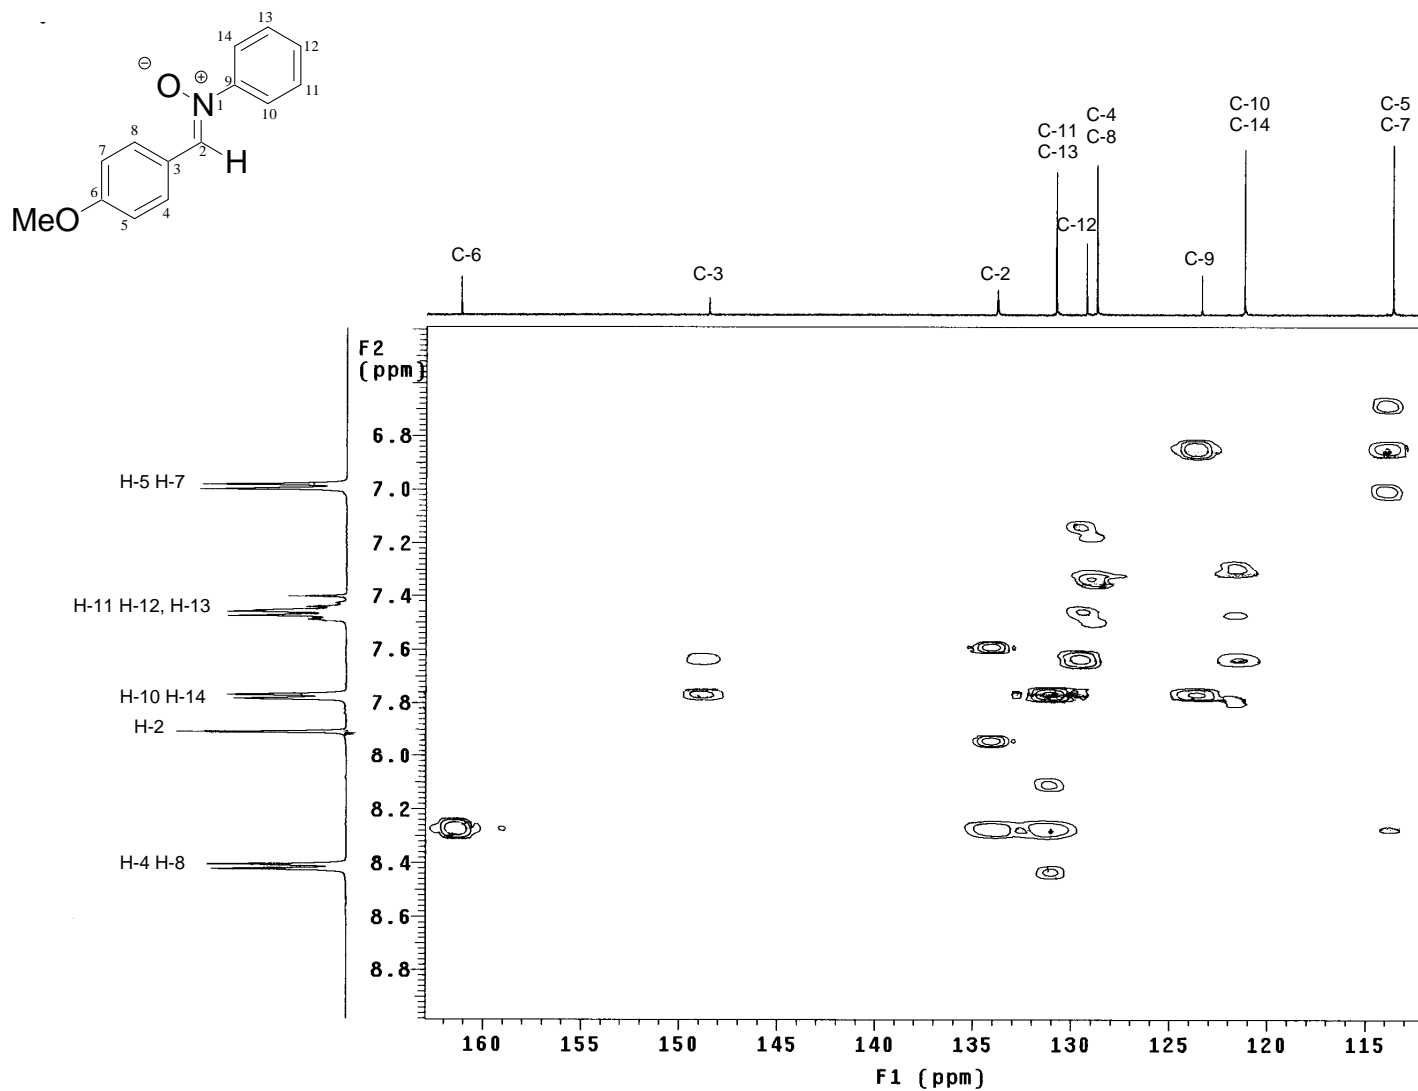 13
14
12
⊖
⊕
O
9
11
N
1
10
8
7
2
H
3
6
4
MeO
5
C-10
C-5
C-4
C-14
C-7
C-11
C-8
C-13
C-12
C-6
C-9
C-3
C-2
F2
(ppm)
6.8
H-5 H-7
7.0
7.2
7.4
H-11 H-12, H-13
7.6
H-10 H-14
7.8
H-2
8.0
8.2
H-4 H-8
8.4
8.6
8.8
160 155 150 145 140 135 130 125 120 115
F1 (ppm)